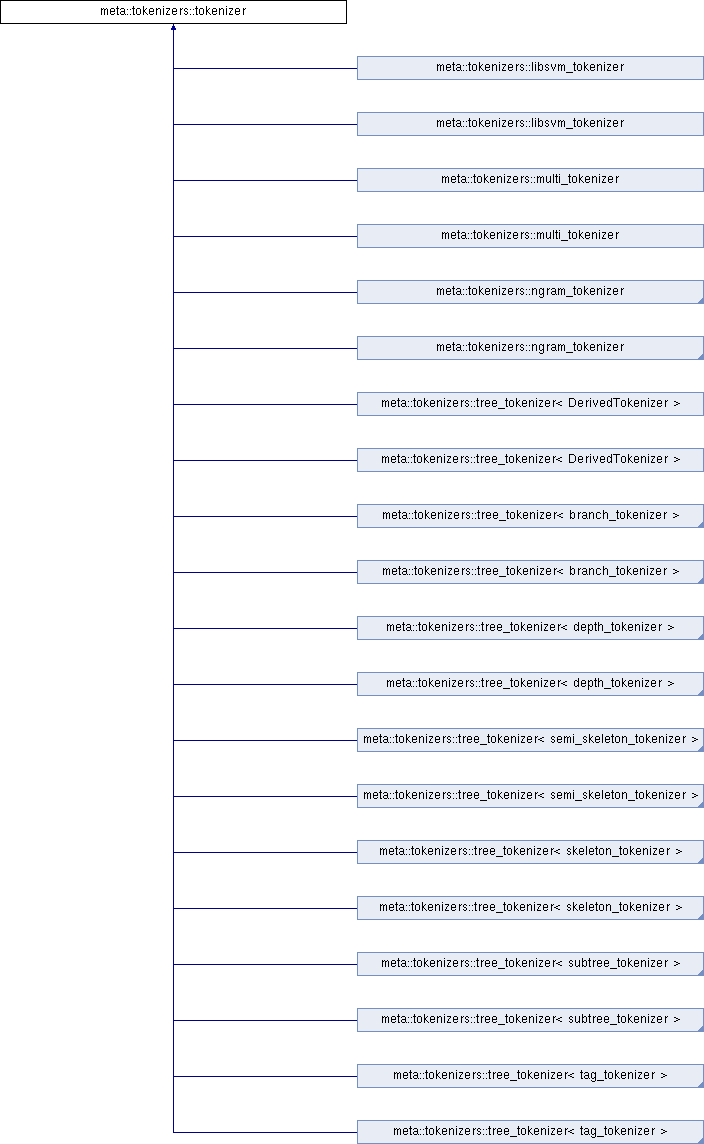 meta::tokenizers::tokenizer
meta::tokenizers::libsvm_tokenizer
meta::tokenizers::libsvm_tokenizer
meta::tokenizers::multi_tokenizer
meta::tokenizers::multi_tokenizer
meta::tokenizers::ngram_tokenizer
meta::tokenizers::ngram_tokenizer
meta::tokenizers::tree_tokenizer< DerivedTokenizer >
meta::tokenizers::tree_tokenizer< DerivedTokenizer >
meta::tokenizers::tree_tokenizer< branch_tokenizer >
meta::tokenizers::tree_tokenizer< branch_tokenizer >
meta::tokenizers::tree_tokenizer< depth_tokenizer >
meta::tokenizers::tree_tokenizer< depth_tokenizer >
meta::tokenizers::tree_tokenizer< semi_skeleton_tokenizer >
meta::tokenizers::tree_tokenizer< semi_skeleton_tokenizer >
meta::tokenizers::tree_tokenizer< skeleton_tokenizer >
meta::tokenizers::tree_tokenizer< skeleton_tokenizer >
meta::tokenizers::tree_tokenizer< subtree_tokenizer >
meta::tokenizers::tree_tokenizer< subtree_tokenizer >
meta::tokenizers::tree_tokenizer< tag_tokenizer >
meta::tokenizers::tree_tokenizer< tag_tokenizer >